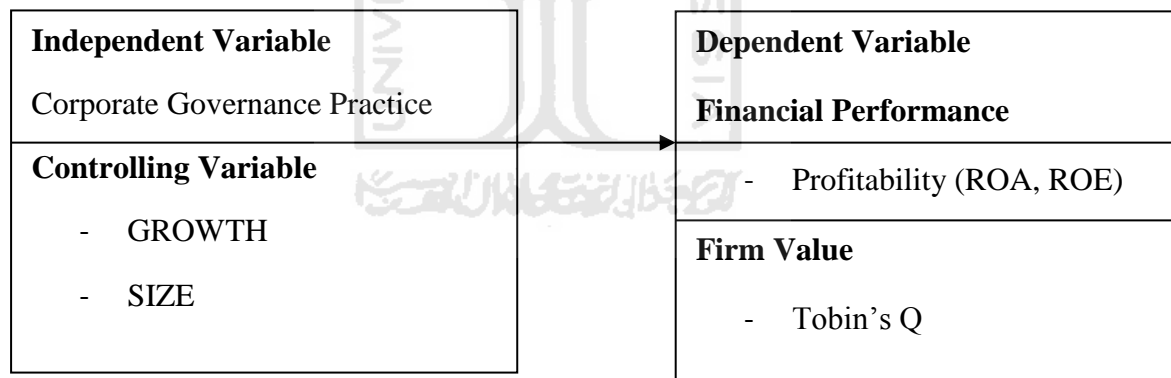 Independent Variable
Corporate Governance Practice
Controlling Variable
- GROWTH
- SIZE
Dependent Variable
Financial Performance
- Profitability (ROA, ROE)
Firm Value
- Tobin's Q